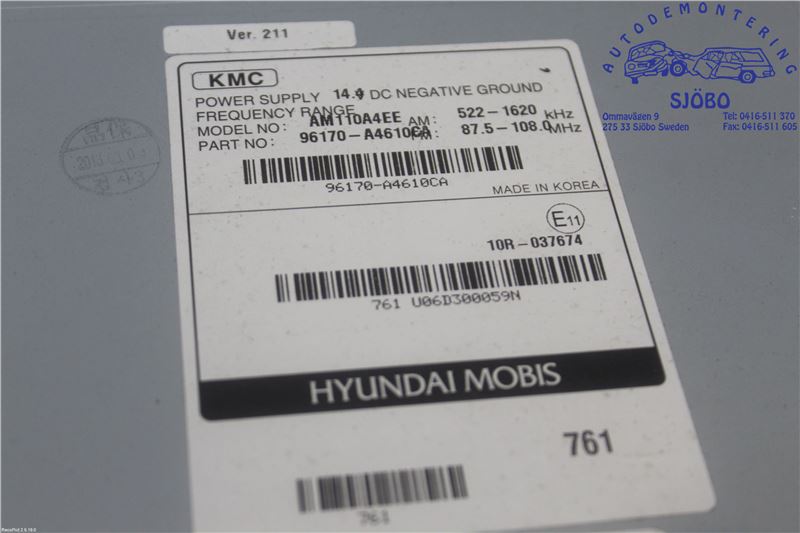 Ver. 211
KMC
POWER SUPPLY 14.4 DC NEGATIVE GROUND
FREQUENCY RANGE AM: 522-1620 kHz
MODEL NO: AM110A4EE FM: 87.5-108.0 MHz
PART NO: 96170-A4610CA
96170-A4610CA
MADE IN KOREA
E11
10R-037674
761 U06D300059N
HYUNDAI MOBIS
761
761
AUTODEMONTERING
SJÖBO
Ommavägen 9
275 33 Sjöbo Sweden
Tel: 0416-511 370
Fax: 0416-511 605